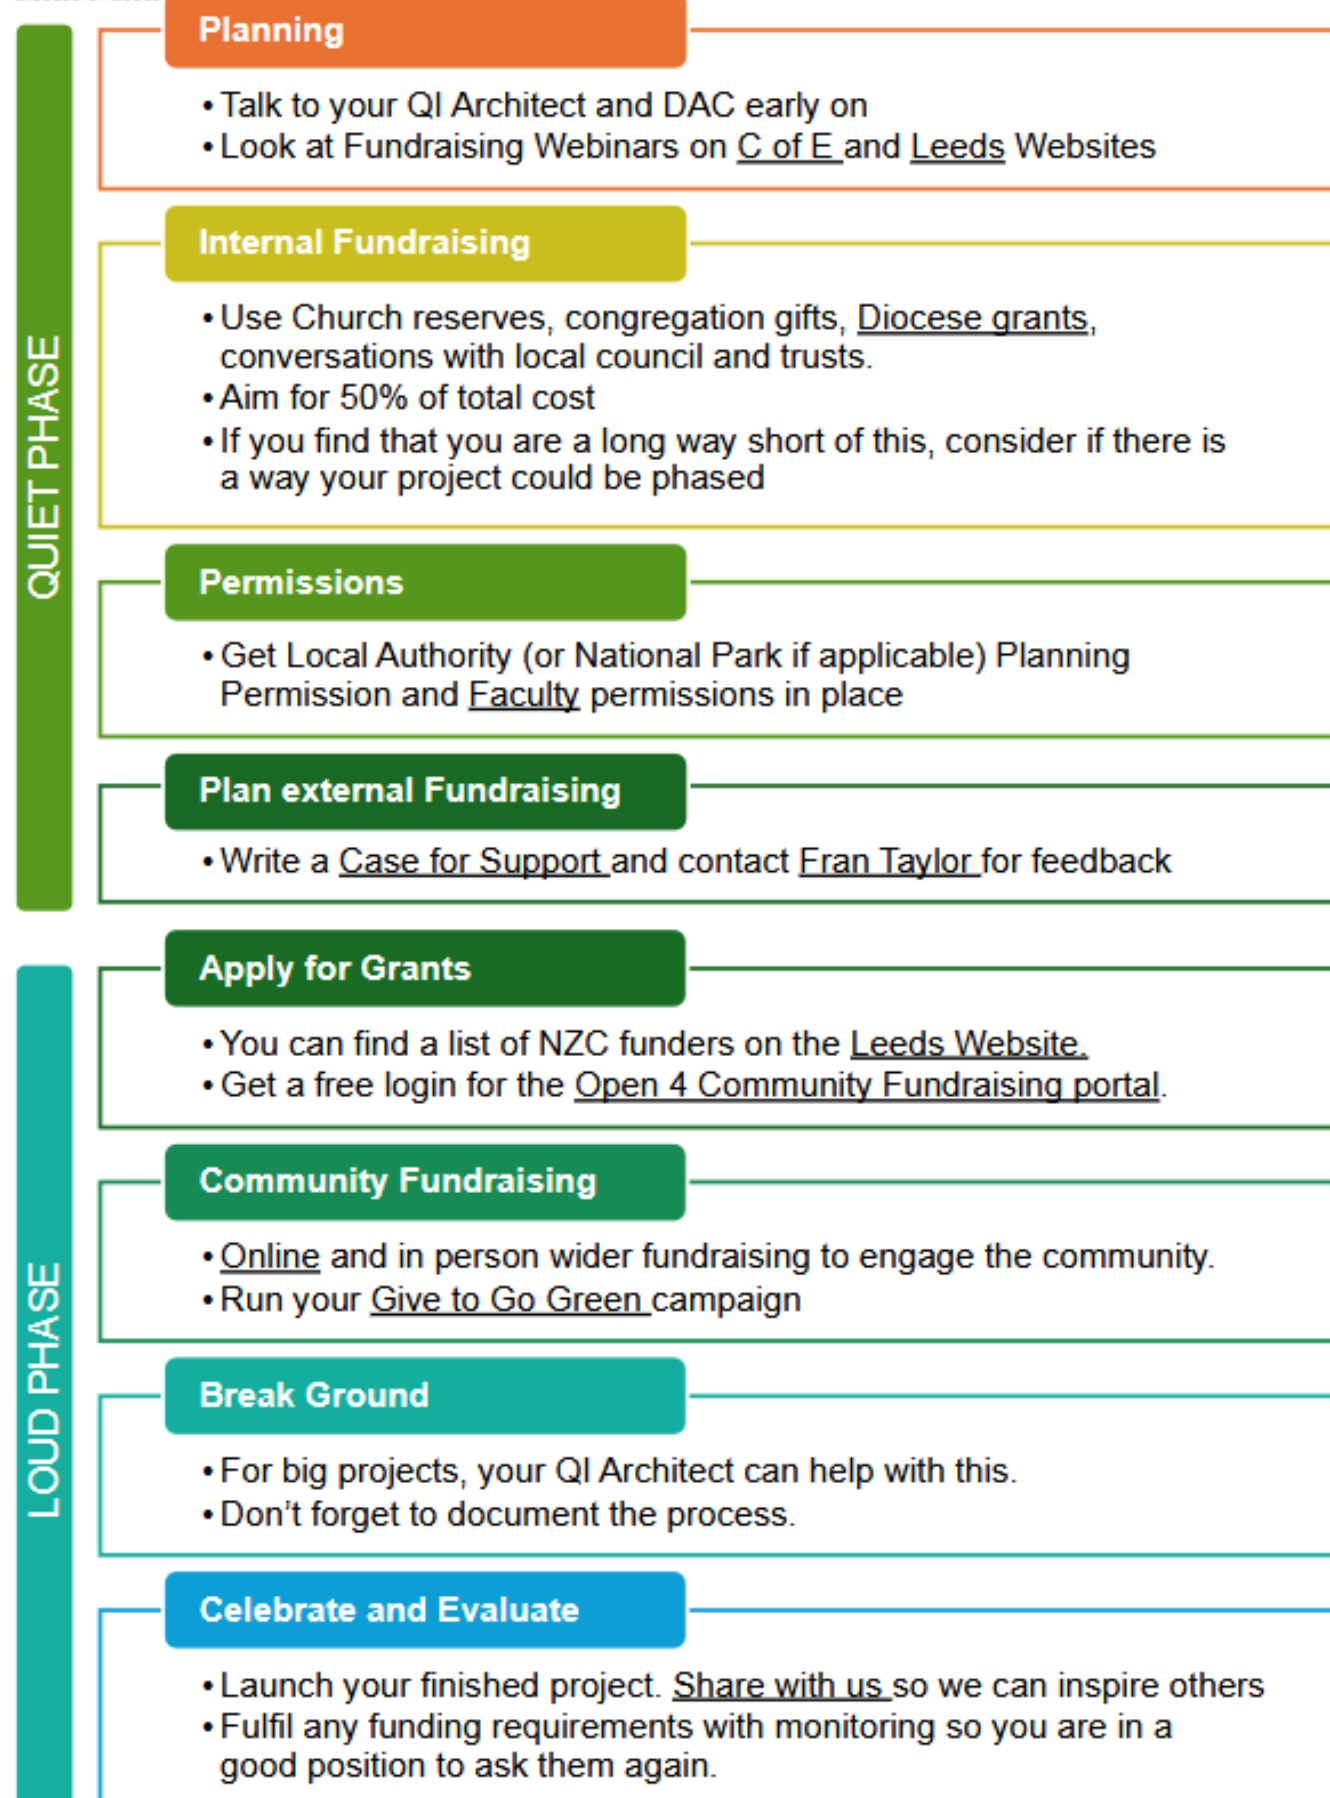 Planning
• Talk to your QI Architect and DAC early on
• Look at Fundraising Webinars on C of E and Leeds Websites
Internal Fundraising
• Use Church reserves, congregation gifts, Diocese grants,
conversations with local council and trusts.
• Aim for 50% of total cost
• If you find that you are a long way short of this, consider if there is
a way your project could be phased
Permissions
• Get Local Authority (or National Park if applicable) Planning
Permission and Faculty permissions in place
Plan external Fundraising
• Write a Case for Support and contact Fran Taylor for feedback
QUIET PHASE
Apply for Grants
• You can find a list of NZC funders on the Leeds Website.
• Get a free login for the Open 4 Community Fundraising portal.
Community Fundraising
• Online and in person wider fundraising to engage the community.
• Run your Give to Go Green campaign
Break Ground
• For big projects, your QI Architect can help with this.
• Don’t forget to document the process.
Celebrate and Evaluate
• Launch your finished project. Share with us so we can inspire others
• Fulfil any funding requirements with monitoring so you are in a
good position to ask them again.
LOUD PHASE